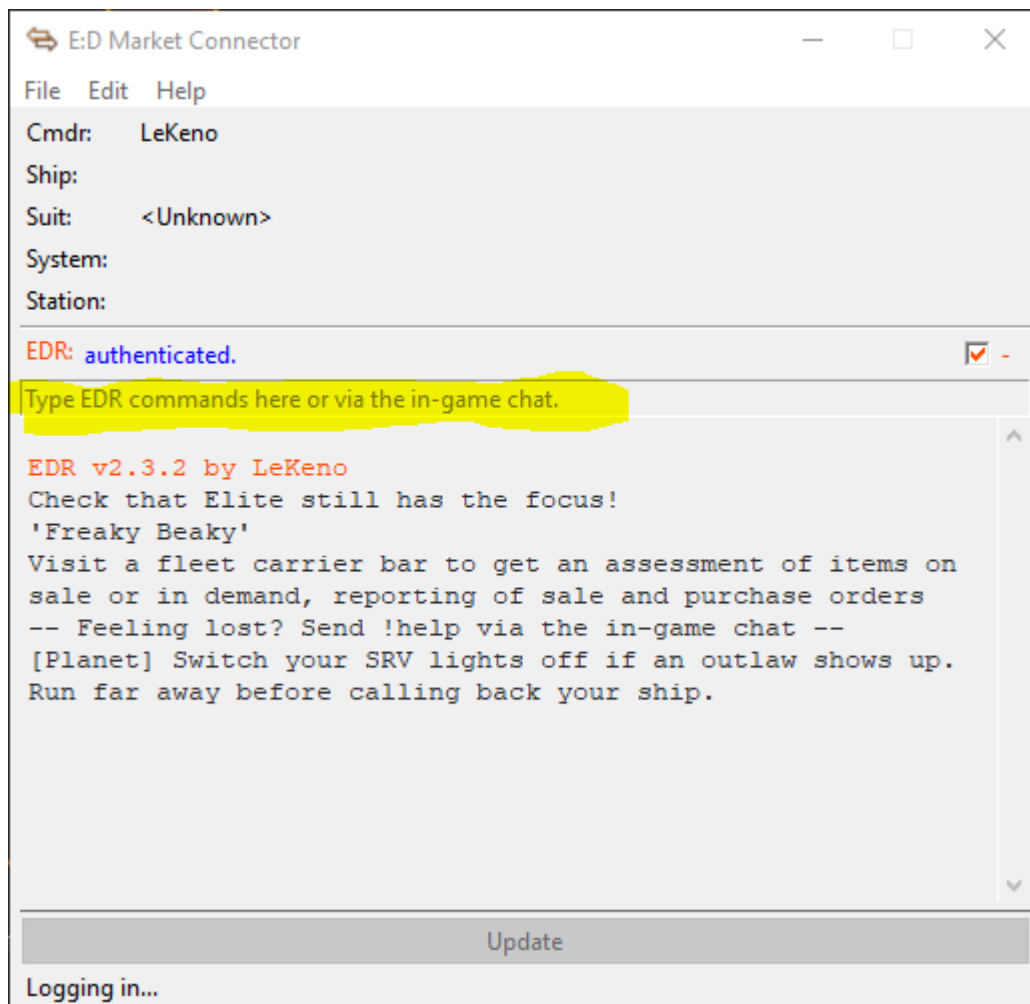 E:D Market Connector
File Edit Help
Cmdr: LeKeno
Ship:
Suit: <Unknown>
System:
Station:
EDR: authenticated. -
Type EDR commands here or via the in-game chat.
EDR v2.3.2 by LeKeno
Check that Elite still has the focus!
'Freaky Beaky'
Visit a fleet carrier bar to get an assessment of items on
sale or in demand, reporting of sale and purchase orders
-- Feeling lost? Send !help via the in-game chat --
[Planet] Switch your SRV lights off if an outlaw shows up.
Run far away before calling back your ship.
Update
Logging in...